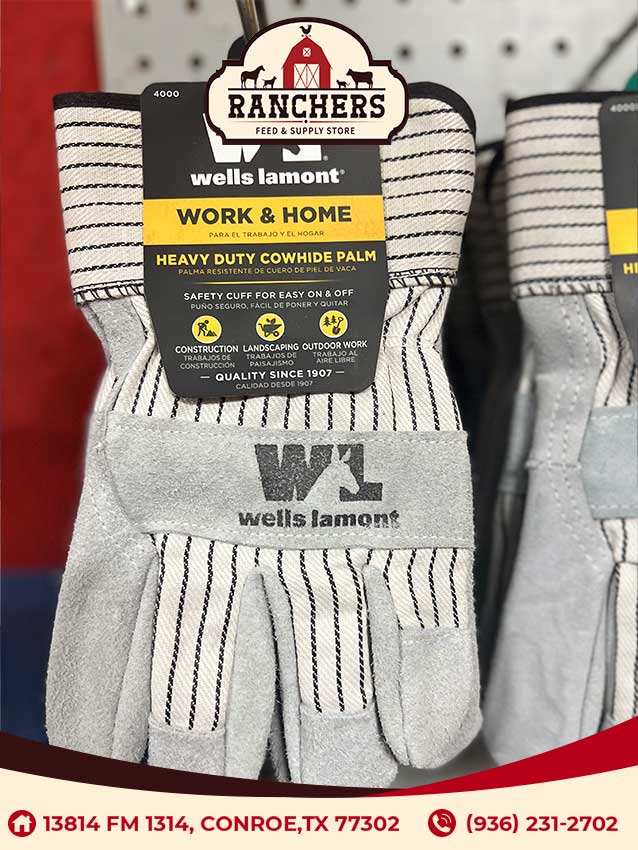 RANCHERS
FEED & SUPPLY STORE
4000
wells lamont®
WORK & HOME
PARA EL TRABAJO Y EL HOGAR
HEAVY DUTY COWHIDE PALM
PALMA RESISTENTE DE CUERO DE PIEL DE VACA
SAFETY CUFF FOR EASY ON & OFF
PUÑO SEGURO, FÁCIL DE PONER Y QUITAR
CONSTRUCTION LANDSCAPING OUTDOOR WORK
TRABAJOS DE CONSTRUCCIÓN TRABAJOS DE PAISAJISMO TRABAJO AL AIRE LIBRE
— QUALITY SINCE 1907 —
CALIDAD DESDE 1907
WL
wells lamont
4000
13814 FM 1314, CONROE,TX 77302
(936) 231-2702